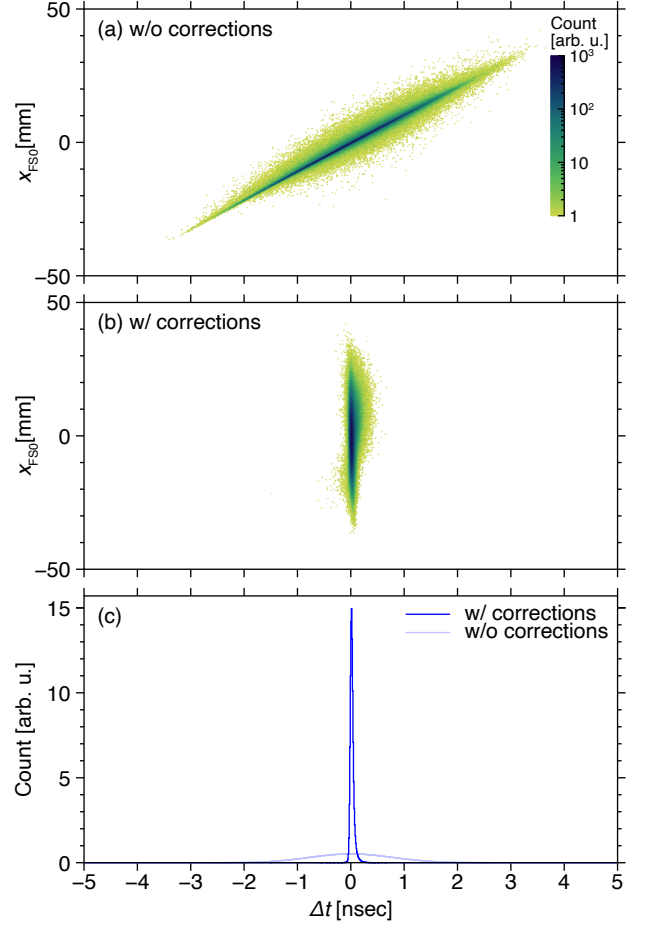 50
(a) w/o corrections
Count
[arb. u.]
10³
10²
10
1
0
−50
x_FS0[mm]
50
(b) w/ corrections
0
−50
x_FS0[mm]
15
(c)
w/ corrections
w/o corrections
10
5
0
Count [arb. u.]
−5 −4 −3 −2 −1 0 1 2 3 4 5
Δt [nsec]